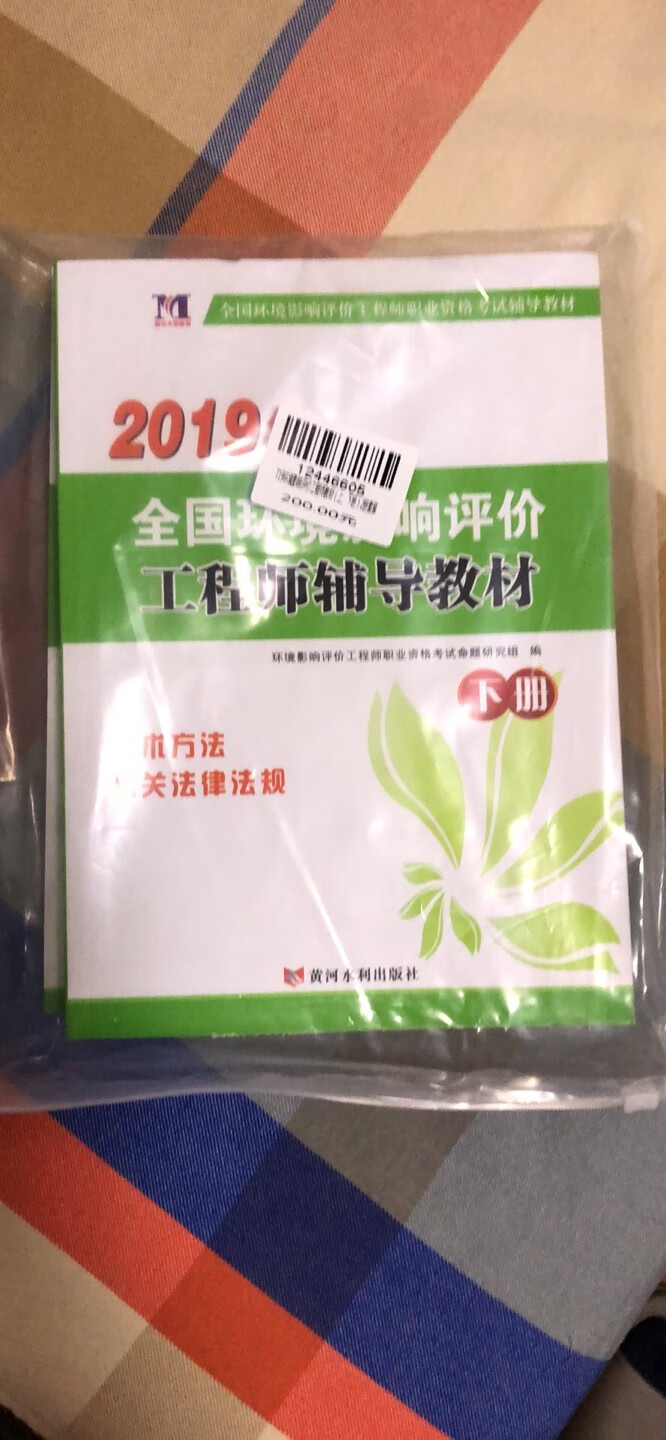 全国环境影响评价工程师职业资格考试辅导教材
2019
12446605
200.00元
全国环境影响评价
工程师辅导教材
环境影响评价工程师职业资格考试命题研究组 编
下册
术方法
关法律法规
黄河水利出版社